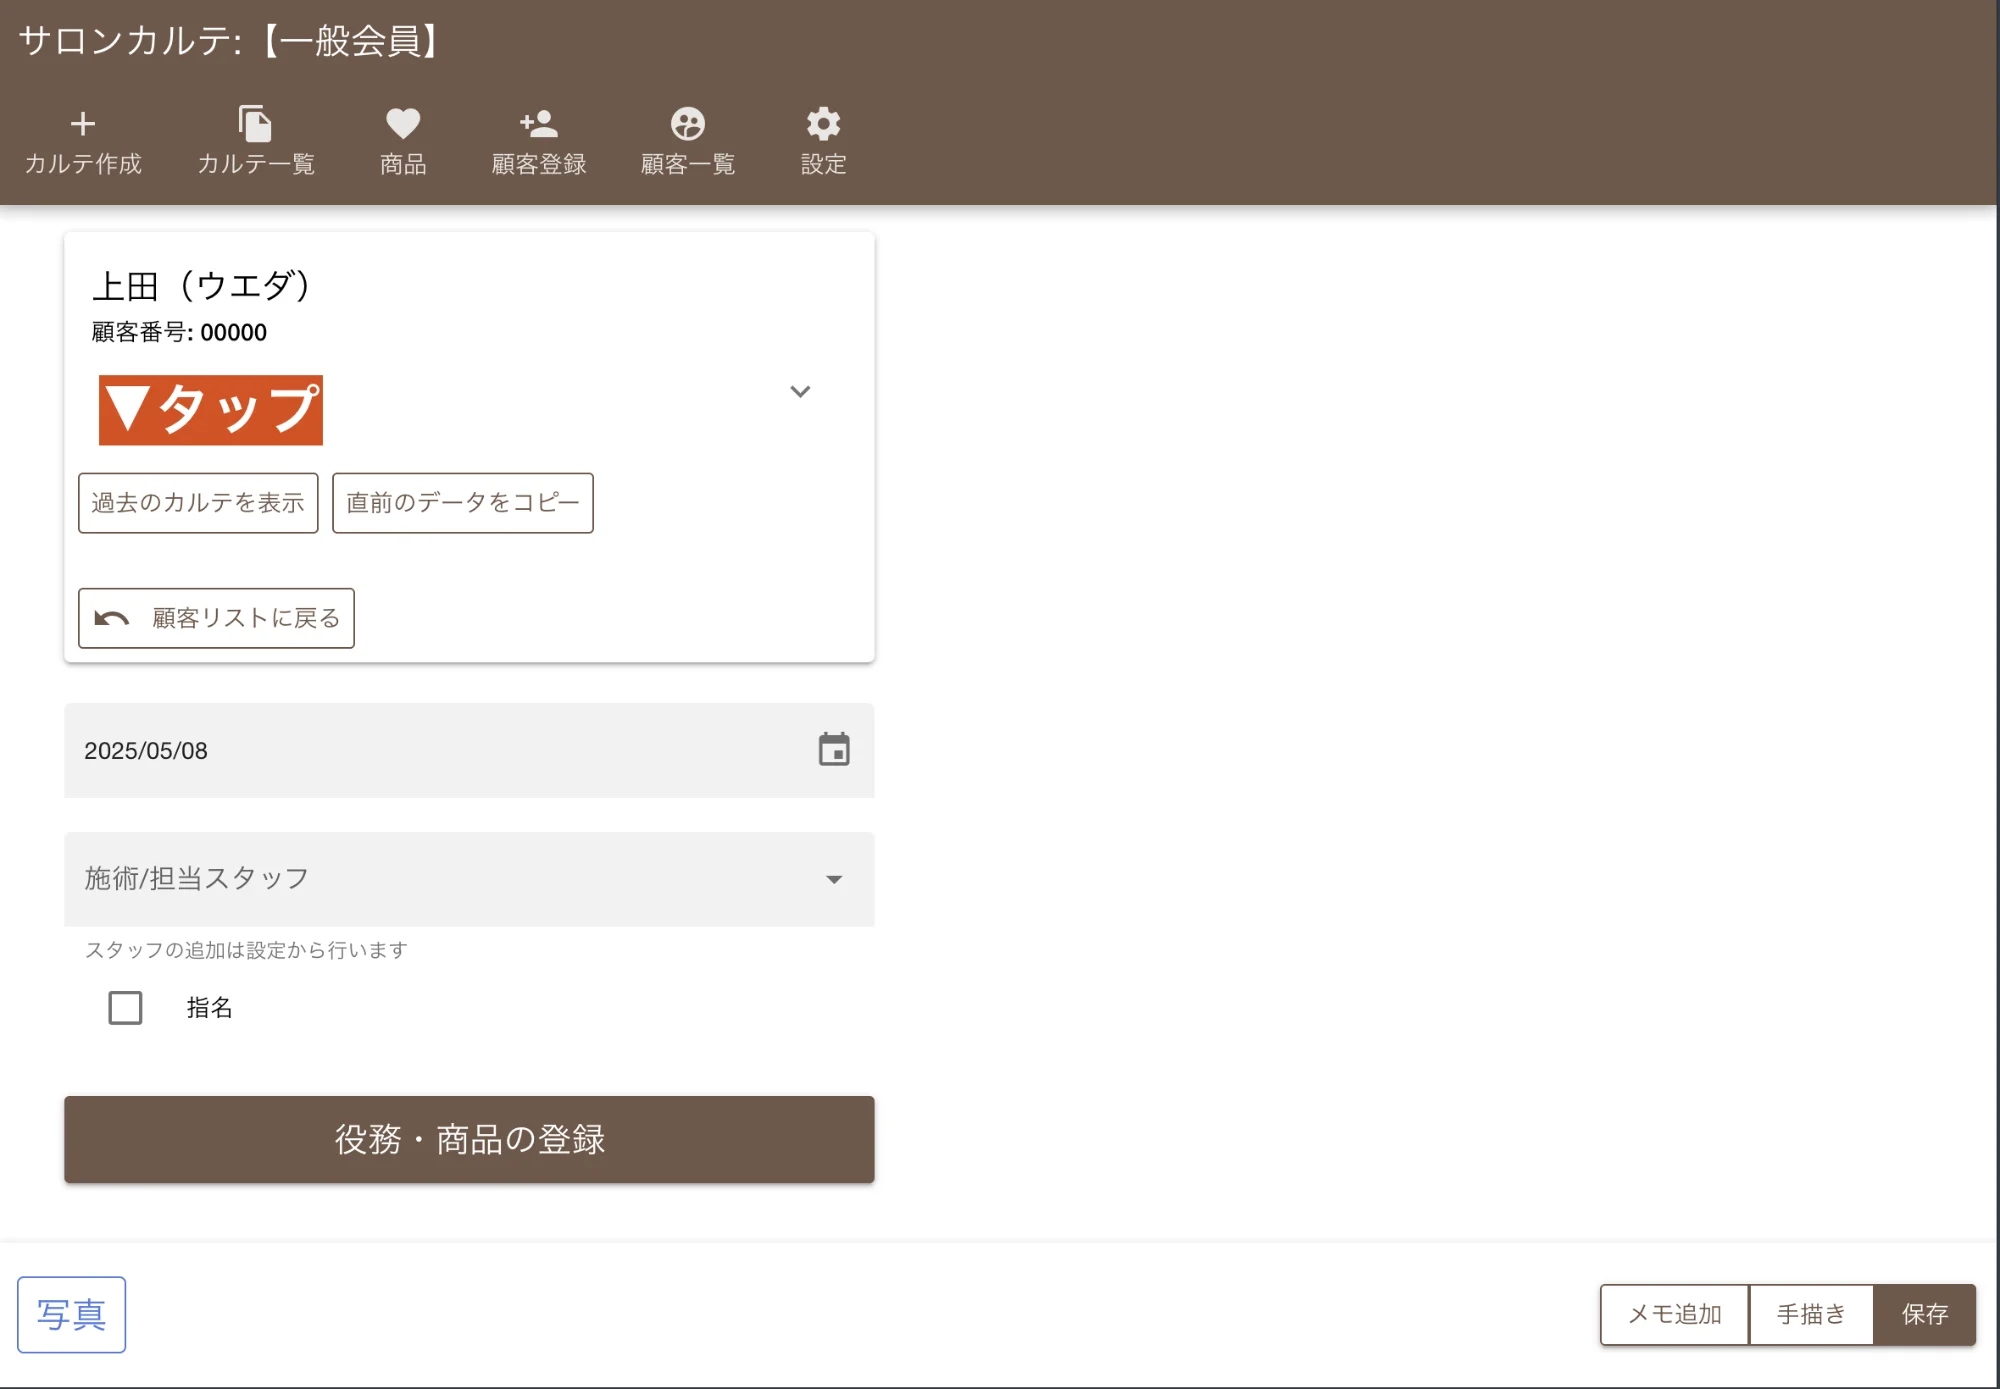 サロンカルテ:【一般会員】
カルテ作成 カルテ一覧 商品 顧客登録 顧客一覧 設定
上田（ウエダ）
顧客番号: 00000
▼タップ
過去のカルテを表示 直前のデータをコピー
顧客リストに戻る
2025/05/08
施術/担当スタッフ
スタッフの追加は設定から行います
指名
役務・商品の登録
写真 メモ追加 手描き 保存